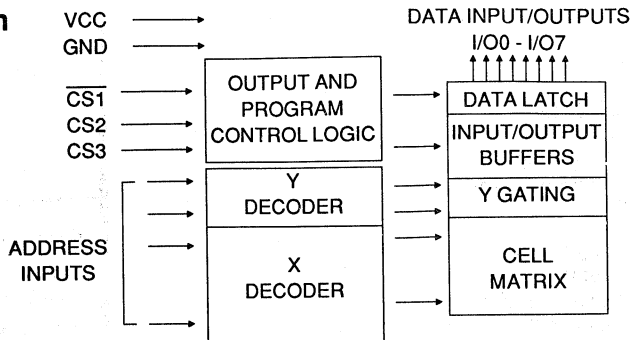 n
VCC
GND
CS1
CS2
CS3
ADDRESS
INPUTS
OUTPUT AND
PROGRAM
CONTROL LOGIC
Y
DECODER
X
DECODER
DATA INPUT/OUTPUTS
I/O0 - I/O7
DATA LATCH
INPUT/OUTPUT
BUFFERS
Y GATING
CELL
MATRIX